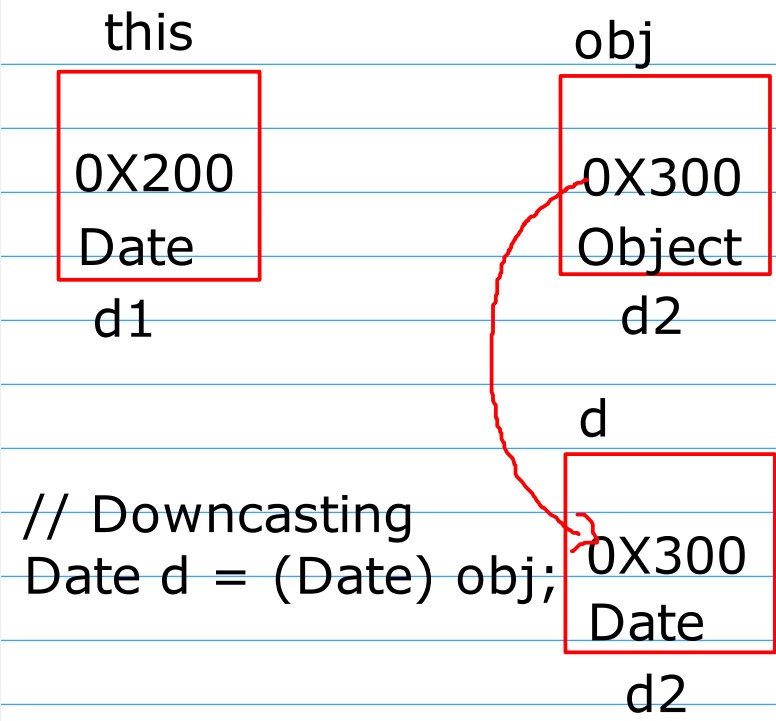 this
obj
0X200
0X300
Date
Object
d1
d2
d
// Downcasting
Date d = (Date) obj;
0X300
Date
d2